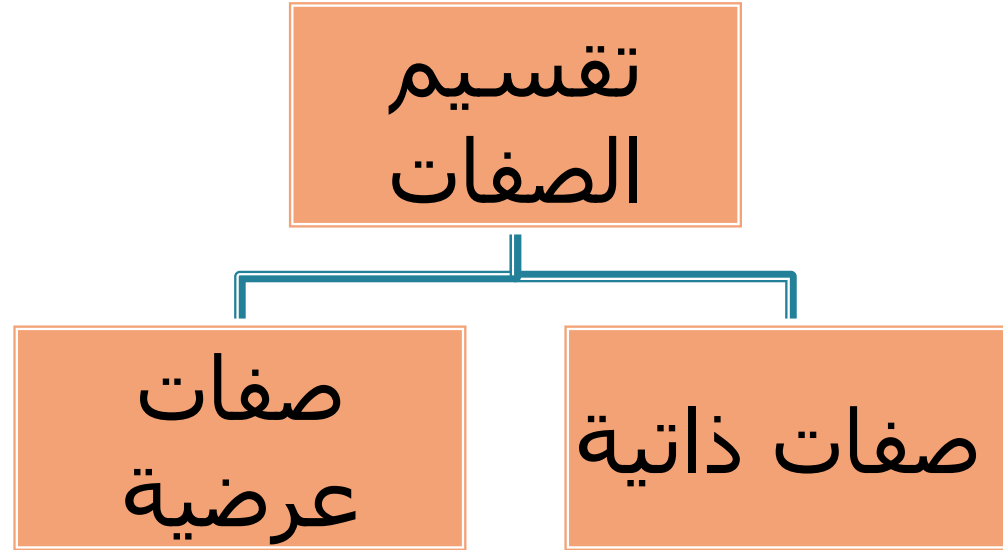 تقسيم
الصفات
صفات ذاتية
صفات
عرضية